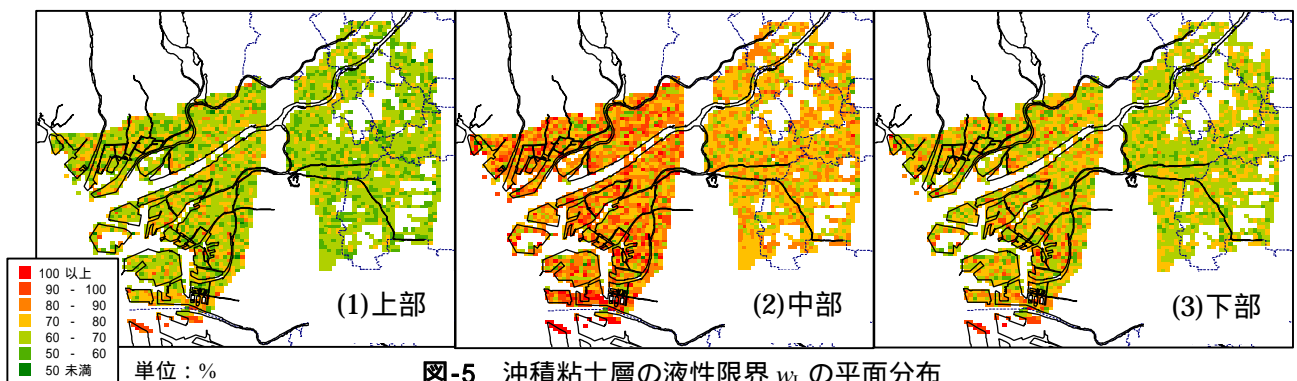 (1)上部
(2)中部
(3)下部
100 以上
90 - 100
80 - 90
70 - 80
60 - 70
50 - 60
50 未満
単位：%
図-5 沖積粘土層の液性限界 wL の平面分布